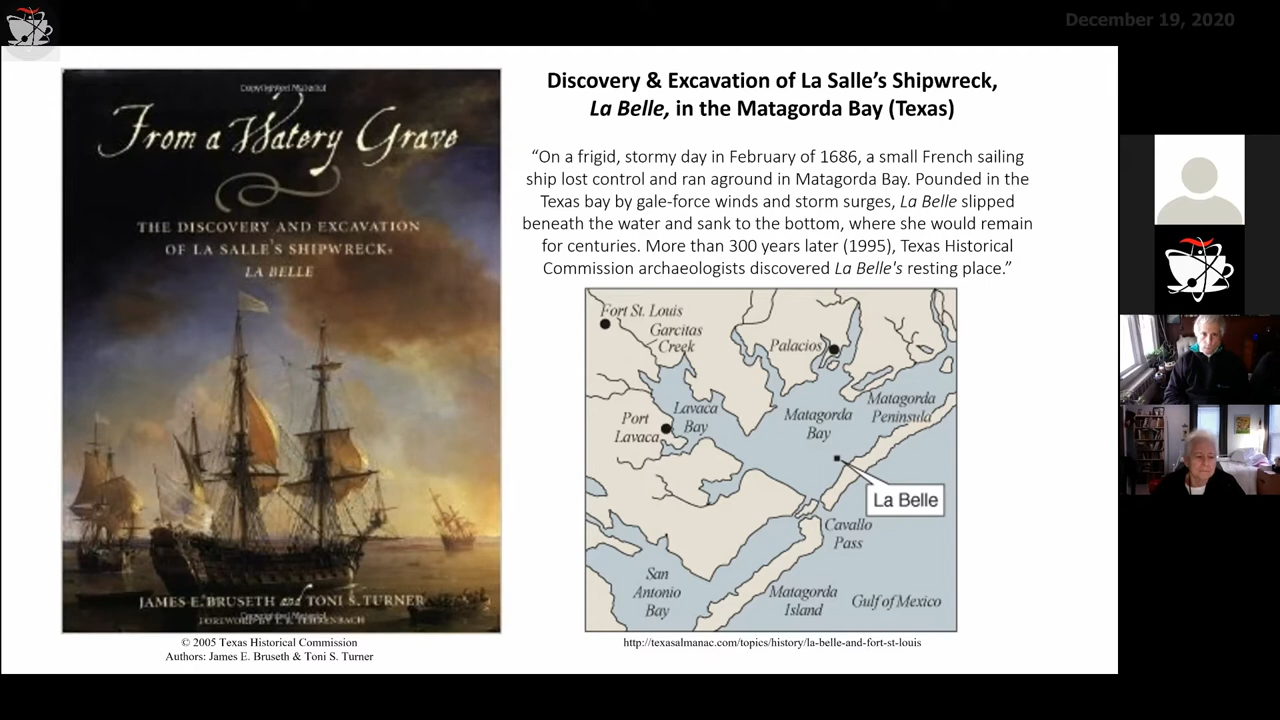 December 19, 2020
Copyrighted Material
From a Watery Grave
THE DISCOVERY AND EXCAVATION
OF LA SALLE'S SHIPWRECK,
LA BELLE
JAMES E. BRUSETH and TONI S. TURNER
Copyrighted Material
FOREWORD BY T. R. FEHRENBACH
© 2005 Texas Historical Commission
Authors: James E. Bruseth & Toni S. Turner
Discovery & Excavation of La Salle’s Shipwreck,
La Belle, in the Matagorda Bay (Texas)
“On a frigid, stormy day in February of 1686, a small French sailing
ship lost control and ran aground in Matagorda Bay. Pounded in the
Texas bay by gale-force winds and storm surges, La Belle slipped
beneath the water and sank to the bottom, where she would remain
for centuries. More than 300 years later (1995), Texas Historical
Commission archaeologists discovered La Belle's resting place.”
Fort St. Louis
Garcitas
Creek
Palacios
Matagorda
Peninsula
Port
Lavaca
Lavaca
Bay
Matagorda
Bay
La Belle
Cavallo
Pass
San
Antonio
Bay
Matagorda
Island
Gulf of Mexico
http://texasalmanac.com/topics/history/la-belle-and-fort-st-louis